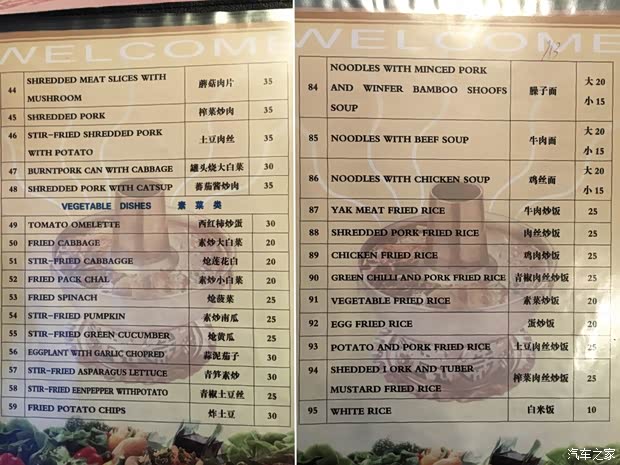 WELCOME
44 SHREDDED MEAT SLICES WITH 蘑菇肉片 35
MUSHROOM
45 SHREDDED PORK 榨菜炒肉 35
46 STIR-FRIED SHREDDED PORK 土豆肉丝 35
WITH POTATO
47 BURNTPORK CAN WITH CABBAGE 罐头烧大白菜 30
48 SHREDDED PORK WITH CATSUP 蕃茄酱炒肉 35
VEGETABLE DISHES 素菜类
49 TOMATO OMELETTE 西红柿炒蛋 30
50 FRIED CABBAGE 素炒大白菜 20
51 STIR-FRIED CABBAGGE 炝莲花白 20
52 FRIED PACK CHAL 素炒小白菜 20
53 FRIED SPINACH 炝菠菜 25
54 STIR-FRIED PUMPKIN 素炒南瓜 25
55 STIR-FRIED GREEN CUCUMBER 炝黄瓜 25
56 EGGPLANT WITH GARLIC CHOPRED 蒜泥茄子 30
57 STIR-FRIED ASPARAGUS LETTUCE 青笋素炒 30
58 STIR-FRIED EENPEPPER WITHPOTATO 青椒土豆丝 25
59 FRIED POTATO CHIPS 炸土豆 30
WELCOME
84 NOODLES WITH MINCED PORK AND WINFER BAMBOO SHOOFS SOUP 臊子面 大 20 小 15
85 NOODLES WITH BEEF SOUP 牛肉面 大 20 小 15
86 NOODLES WITH CHICKEN SOUP 鸡丝面 大 20 小 15
87 YAK MEAT FRIED RICE 牛肉炒饭 25
88 SHREDDED PORK FRIED RICE 肉丝炒饭 25
89 CHICKEN FRIED RICE 鸡肉炒饭 25
90 GREEN CHILLI AND PORK FRIED RICE 青椒肉丝炒饭 25
91 VEGETABLE FRIED RICE 素菜炒饭 20
92 EGG FRIED RICE 蛋炒饭 20
93 POTATO AND PORK FRIED RICE 土豆肉丝炒饭 25
94 SHEDDED I ORK AND TUBER 榨菜肉丝炒饭 25
MUSTARD FRIED RICE
95 WHITE RICE 白米饭 10
汽车之家